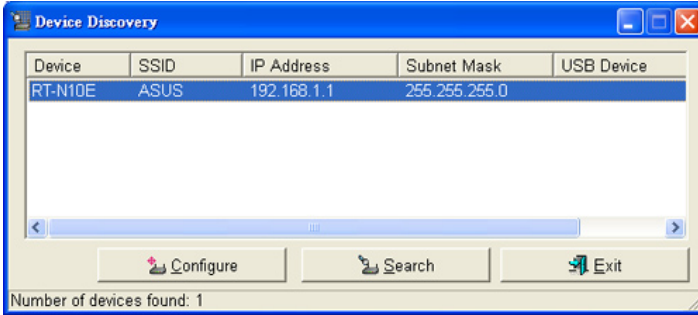 Device Discovery
Device SSID IP Address Subnet Mask USB Device
RT-N10E ASUS 192.168.1.1 255.255.255.0
Configure Search Exit
Number of devices found: 1